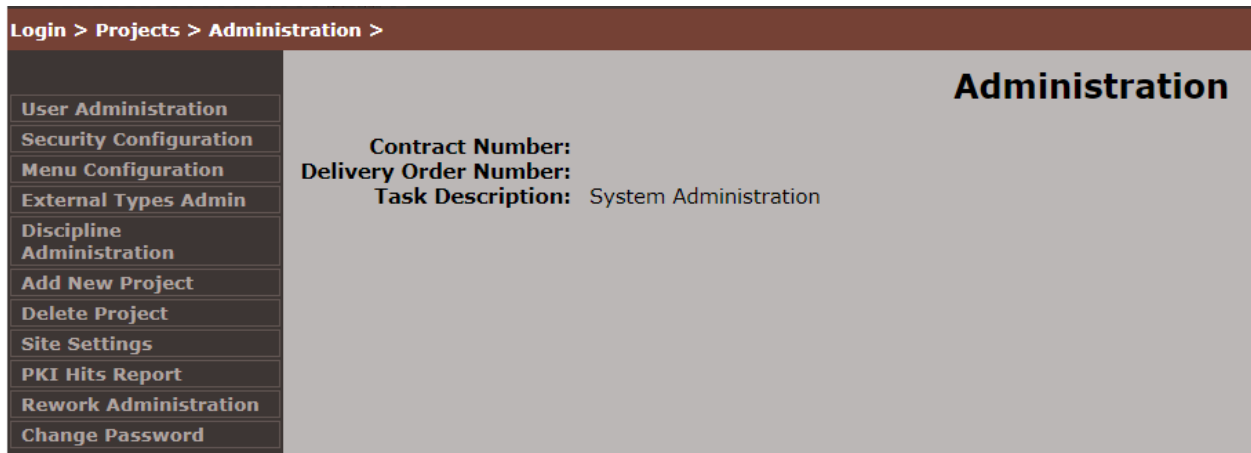 Login > Projects > Administration >
Administration
User Administration
Security Configuration
Menu Configuration
External Types Admin
Discipline
Administration
Add New Project
Delete Project
Site Settings
PKI Hits Report
Rework Administration
Change Password
Contract Number:
Delivery Order Number:
Task Description: System Administration